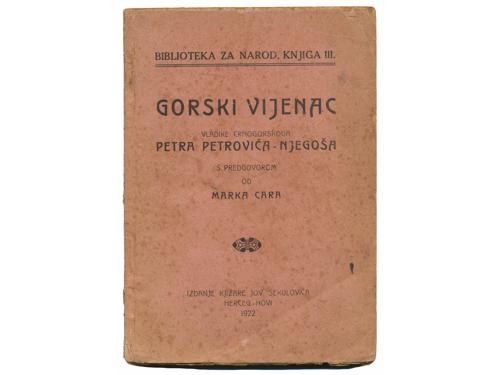 BIBLIOTEKA ZA NAROD, KNJIGA III.
GORSKI VIJENAC
VLADIKE CRNOGORSKOGA
PETRA PETROVIĆA - NJEGOŠA
S PREDGOVOROM
OD
MARKA CARA
IZDANJE KJIŽARE JOV. SEKULOVIĆA
HERCEG-NOVI
1922